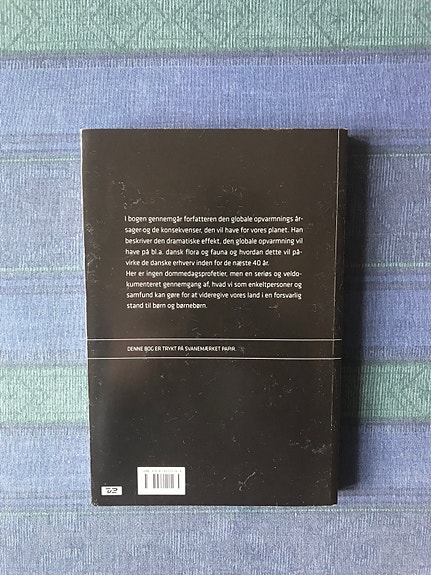 I bogen gennemgår forfatteren den globale opvarmnings år-
sager og de konsekvenser, den vil have for vores planet. Han
beskriver den dramatiske effekt, den globale opvarmning vil
have på bl.a. dansk flora og fauna og hvordan dette vil på-
virke de danske erhverv inden for de næste 40 år.
Her er ingen dommedagsprofetier, men en seriøs og veldo-
kumenteret gennemgang af, hvad vi som enkeltpersoner og
samfund kan gøre for at videregive vores land i en forsvarlig
stand til børn og børnebørn.
DENNE BOG ER TRYKT PÅ SVANEMÆRKET PAPIR.